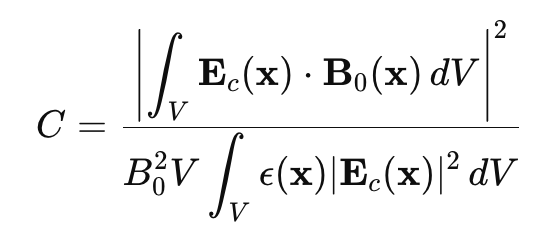 C = \frac{\left| \int_V \mathbf{E}_c(\mathbf{x}) \cdot \mathbf{B}_0(\mathbf{x}) \, dV \right|^2}{B_0^2 V \int_V \epsilon(\mathbf{x}) |\mathbf{E}_c(\mathbf{x})|^2 \, dV}